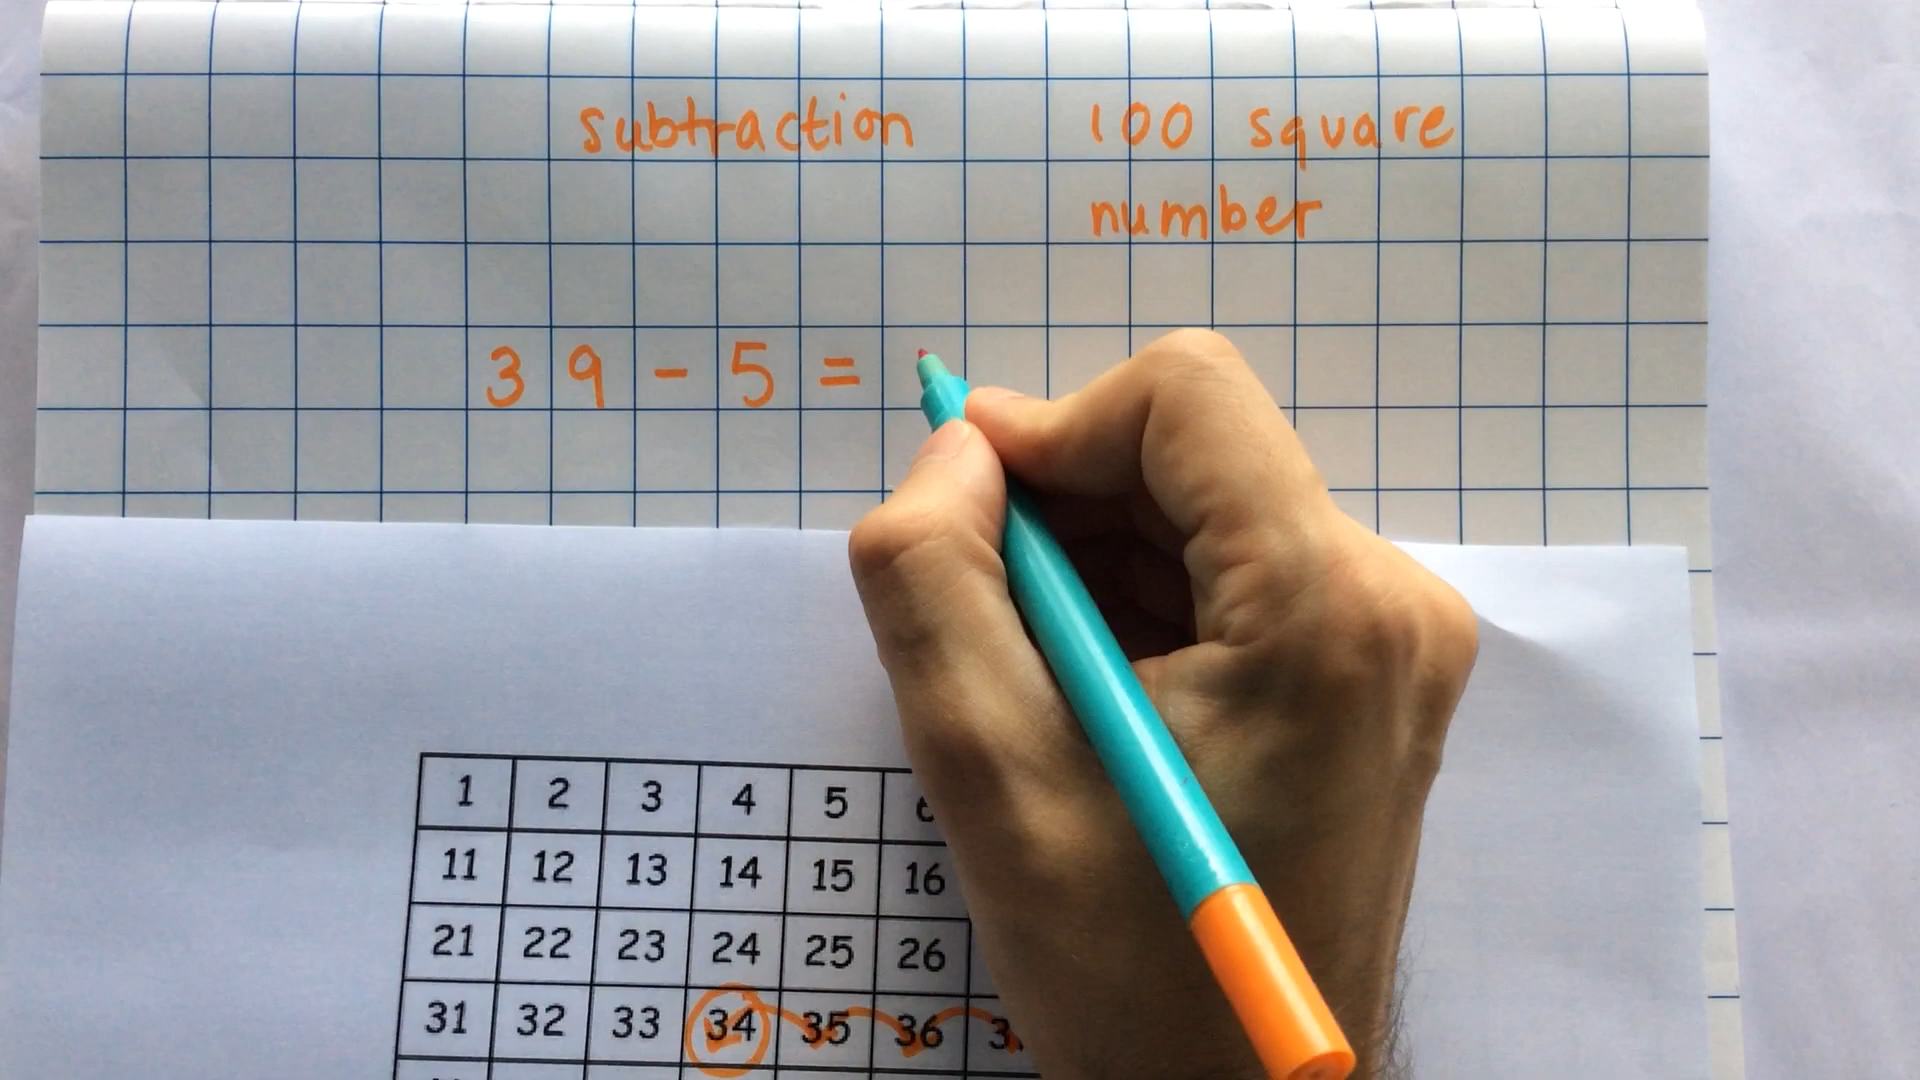 subtraction 100 square
number
39 - 5 =
1 2 3 4 5
11 12 13 14 15 16
21 22 23 24 25 26
31 32 33 34 35 36